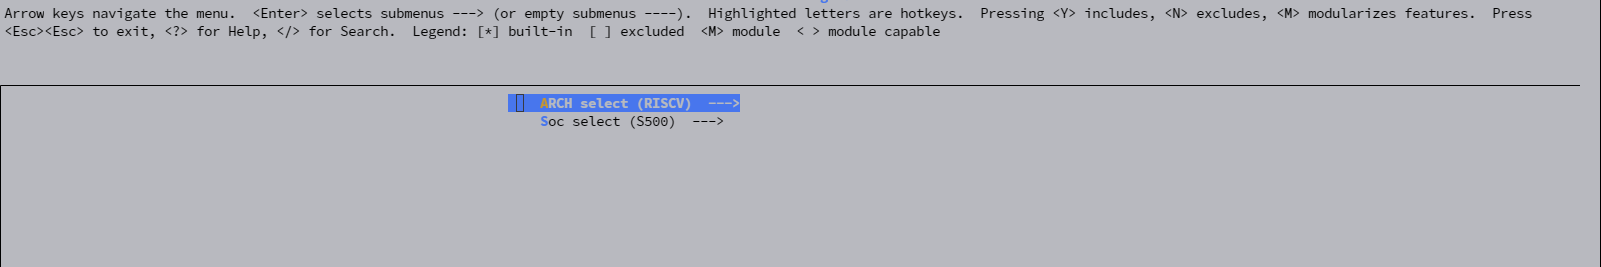 Arrow keys navigate the menu.  <Enter> selects submenus ---> (or empty submenus ----).  Highlighted letters are hotkeys.  Pressing <Y> includes, <N> excludes, <M> modularizes features.  Press
<Esc><Esc> to exit, <?> for Help, </> for Search.  Legend: [*] built-in  [ ] excluded  <M> module  < > module capable
ARCH select (RISCV)  --->
Soc select (S500)  --->